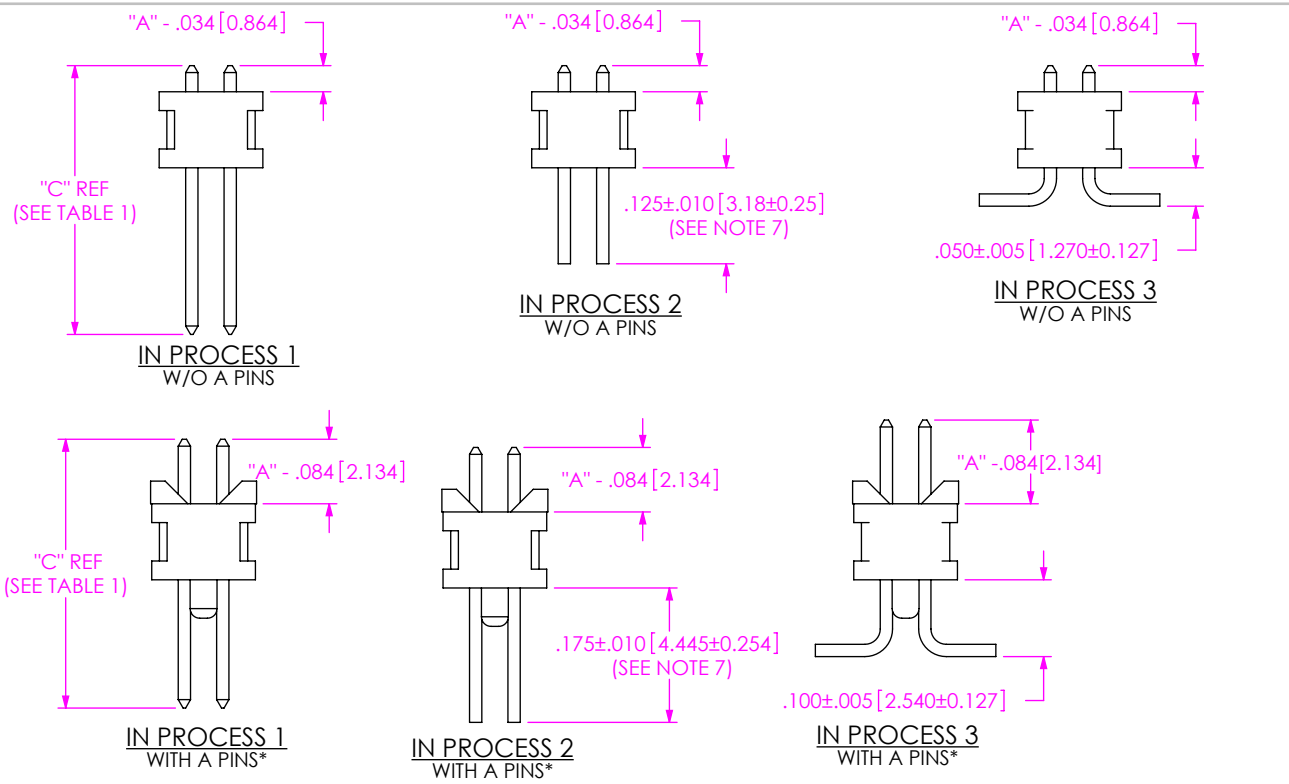 "A" - .034 [0.864]
"C" REF
(SEE TABLE 1)
IN PROCESS 1
W/O A PINS
"A" - .034 [0.864]
.125±.010 [3.18±0.25]
(SEE NOTE 7)
IN PROCESS 2
W/O A PINS
"A" - .034 [0.864]
.050±.005 [1.270±0.127]
IN PROCESS 3
W/O A PINS
"A" - .084 [2.134]
"C" REF
(SEE TABLE 1)
IN PROCESS 1
WITH A PINS*
"A" - .084 [2.134]
.175±.010 [4.445±0.254]
(SEE NOTE 7)
IN PROCESS 2
WITH A PINS*
"A" -.084[2.134]
.100±.005 [2.540±0.127]
IN PROCESS 3
WITH A PINS*